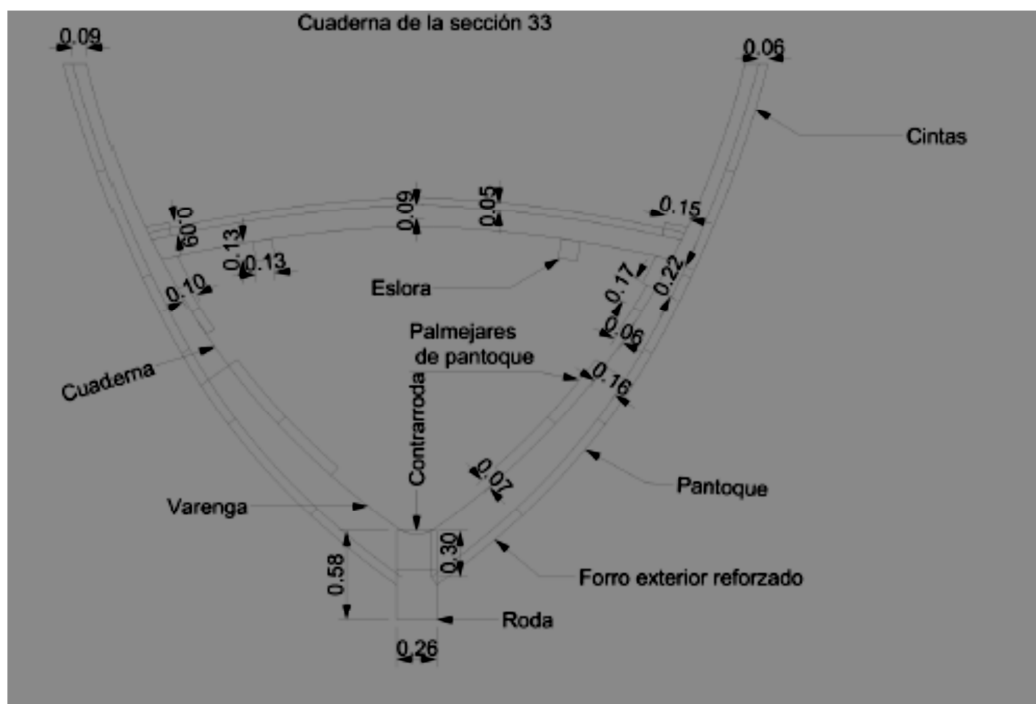 Cuaderna de la sección 33
0.09
0.06
Cintas
0.09
0.13
0.13
0.09
0.05
0.15
0.10
Eslora
0.17
0.22
0.06
Palmejares
de pantoque
0.16
Cuaderna
Contrarroda
0.07
Pantoque
Varenga
0.58
0.30
Forro exterior reforzado
Roda
0.26